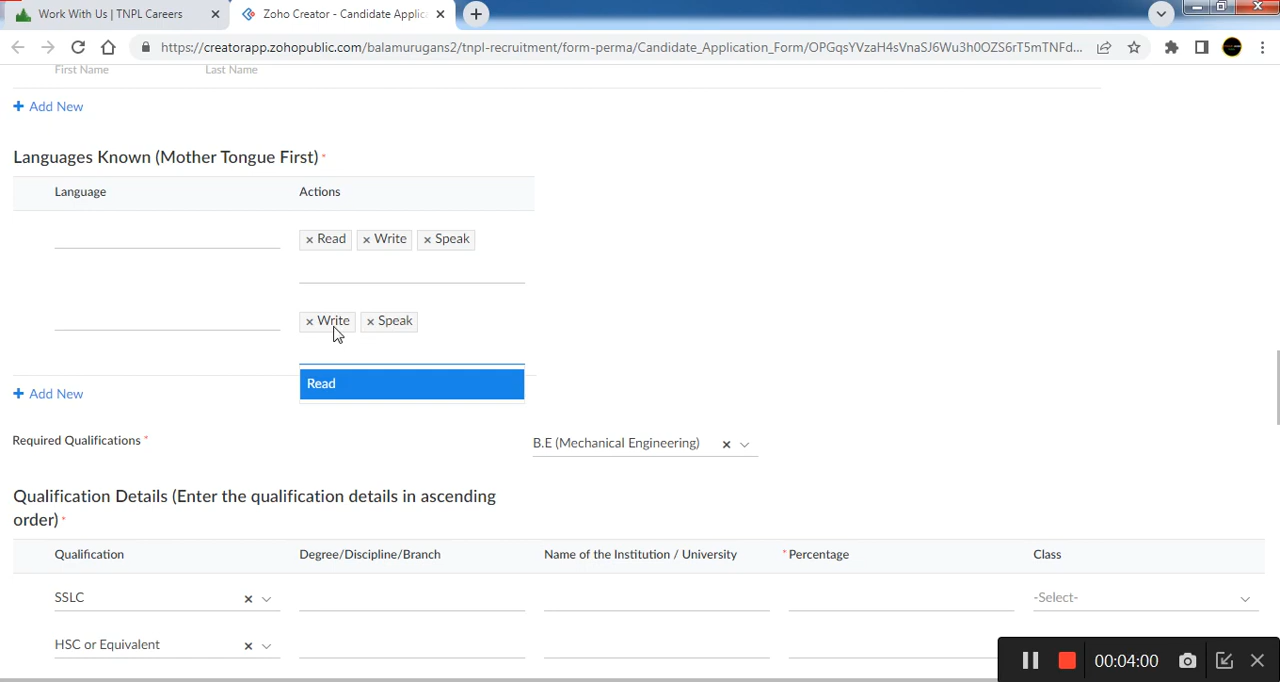 Work With Us | TNPL Careers
Zoho Creator - Candidate Applic
https://creatorapp.zohopublic.com/balamurugans2/tnpl-recruitment/form-perma/Candidate_Application_Form/OPGqsYVzaH4sVnaSJ6Wu3h0OZS6rT5mTNFd...
First Name Last Name
+ Add New
Languages Known (Mother Tongue First) *
Language Actions
× Read × Write × Speak
× Write × Speak
Read
+ Add New
Required Qualifications *
B.E (Mechanical Engineering)
Qualification Details (Enter the qualification details in ascending
order) *
Qualification Degree/Discipline/Branch Name of the Institution / University * Percentage Class
SSLC -Select-
HSC or Equivalent
00:04:00